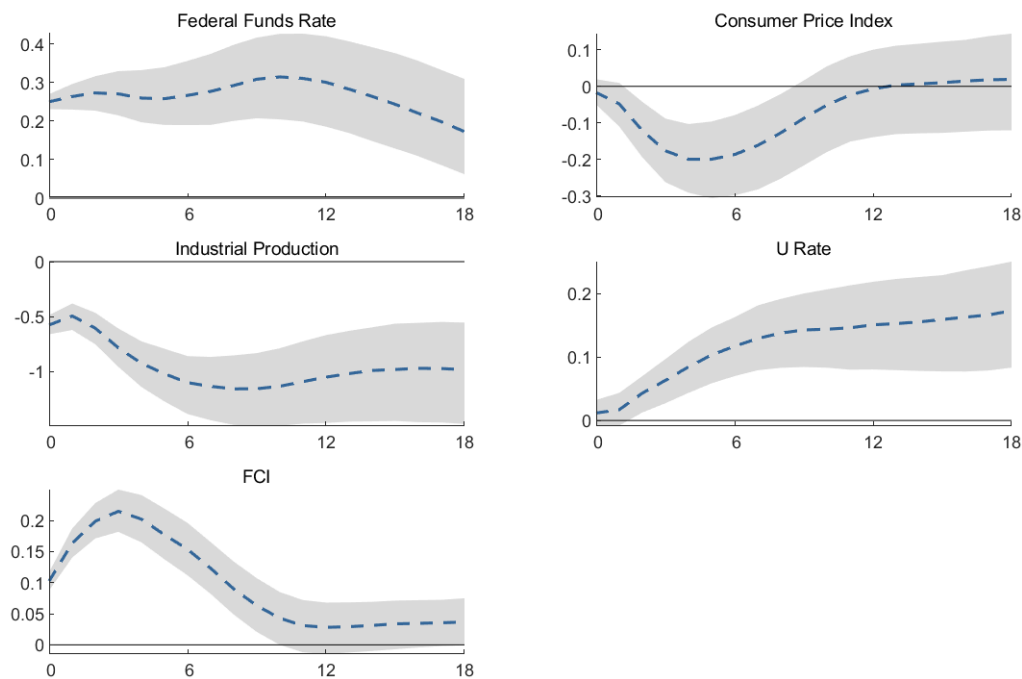 Federal Funds Rate
0.4
0.3
0.2
0.1
0
0 6 12 18
Consumer Price Index
0.1
0
-0.1
-0.2
-0.3
0 6 12 18
Industrial Production
0
-0.5
-1
0 6 12 18
U Rate
0.2
0.1
0
0 6 12 18
FCI
0.2
0.15
0.1
0.05
0
0 6 12 18